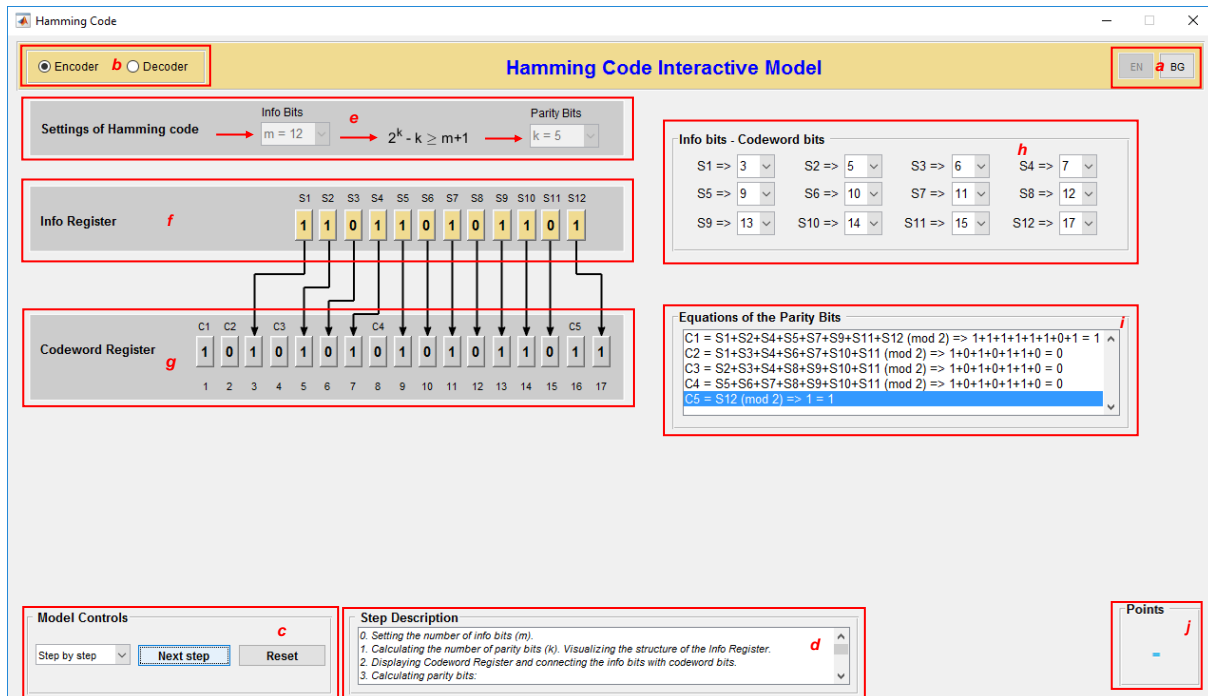 Hamming Code
Encoder b Decoder
Hamming Code Interactive Model
EN a BG
Settings of Hamming code
Info Bits
m = 12
e
2^k - k ≥ m+1
Parity Bits
k = 5
Info Register f
S1 S2 S3 S4 S5 S6 S7 S8 S9 S10 S11 S12
1 1 0 1 1 0 1 0 1 1 0 1
Codeword Register g
C1 C2 C3 C4 C5
1 0 1 0 1 0 1 0 1 0 1 0 1 1 0 1 1
1 2 3 4 5 6 7 8 9 10 11 12 13 14 15 16 17
Info bits - Codeword bits
h
S1 => 3 S2 => 5 S3 => 6 S4 => 7
S5 => 9 S6 => 10 S7 => 11 S8 => 12
S9 => 13 S10 => 14 S11 => 15 S12 => 17
Equations of the Parity Bits
i
C1 = S1+S2+S4+S5+S7+S9+S11+S12 (mod 2) => 1+1+1+1+1+1+0+1 = 1
C2 = S1+S3+S4+S6+S7+S10+S11 (mod 2) => 1+0+1+0+1+1+0 = 0
C3 = S2+S3+S4+S8+S9+S10+S11 (mod 2) => 1+0+1+0+1+1+0 = 0
C4 = S5+S6+S7+S8+S9+S10+S11 (mod 2) => 1+0+1+0+1+1+0 = 0
C5 = S12 (mod 2) => 1 = 1
Model Controls
c
Step by step Next step Reset
Step Description
d
0. Setting the number of info bits (m).
1. Calculating the number of parity bits (k). Visualizing the structure of the Info Register.
2. Displaying Codeword Register and connecting the info bits with codeword bits.
3. Calculating parity bits:
Points
j
-